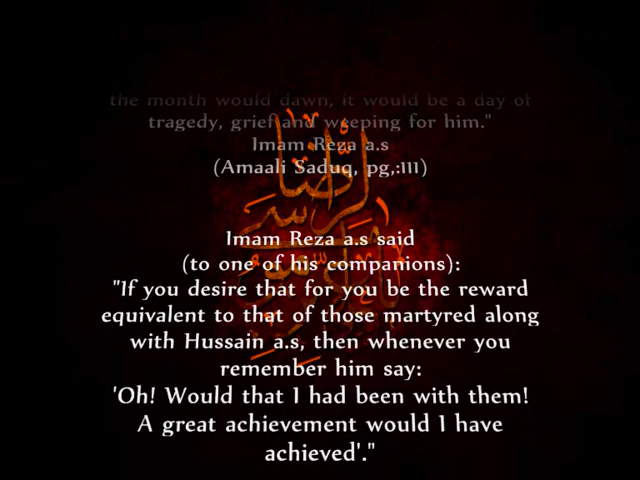 the month would dawn, it would be a day of
tragedy, grief and weeping for him."
Imam Reza a.s
(Amaali Saduq, pg,:111)
Imam Reza a.s said
(to one of his companions):
"If you desire that for you be the reward
equivalent to that of those martyred along
with Hussain a.s, then whenever you
remember him say:
'Oh! Would that I had been with them!
A great achievement would I have
achieved'."